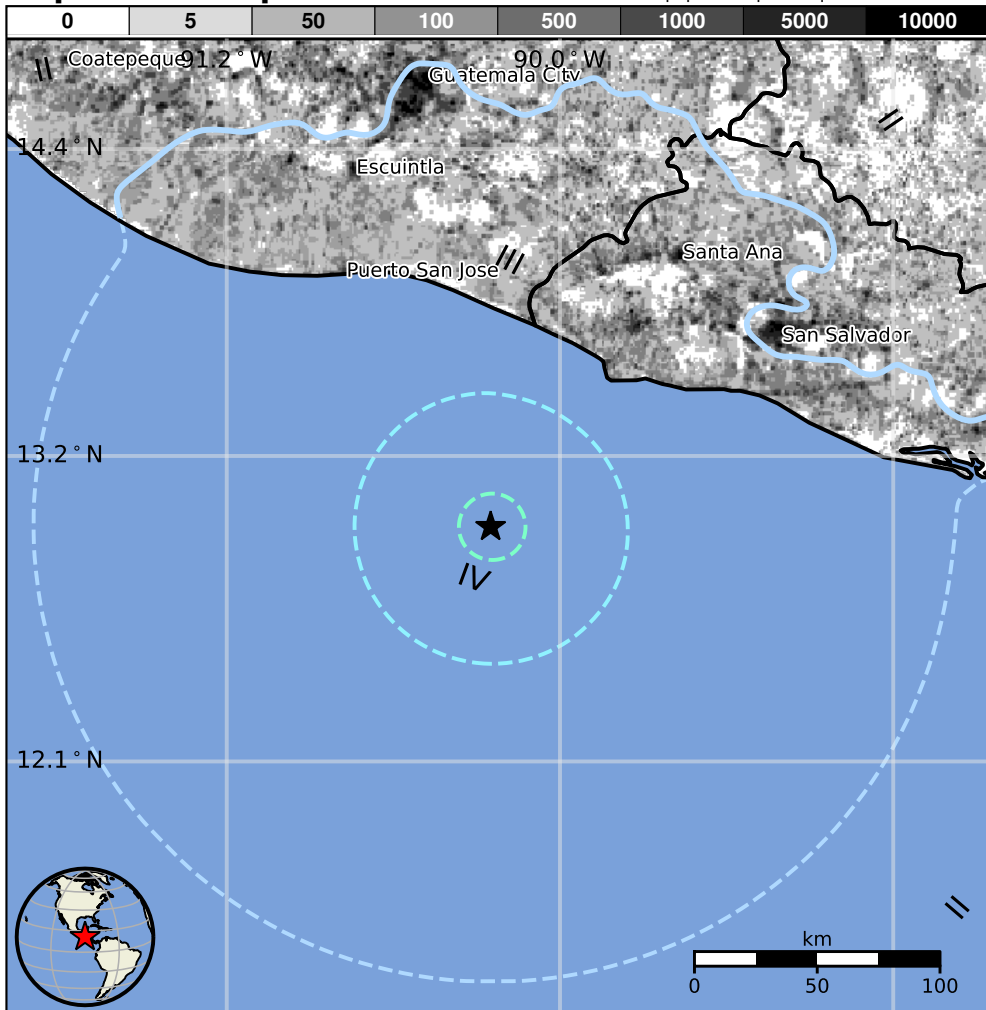 0 5 50 100 500 1000 5000 10000
Coatepeque 91.2°W 90.0°W
II Guatemala City
II
14.4°N
Escuintla
III Santa Ana
Puerto San Jose
San Salvador
13.2°N
IV
12.1°N
II
km
0 50 100